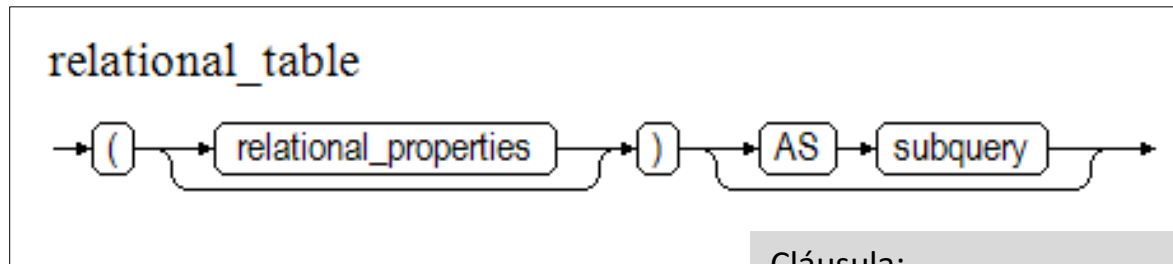 relational_table
( relational_properties ) AS subquery
Cláusula: